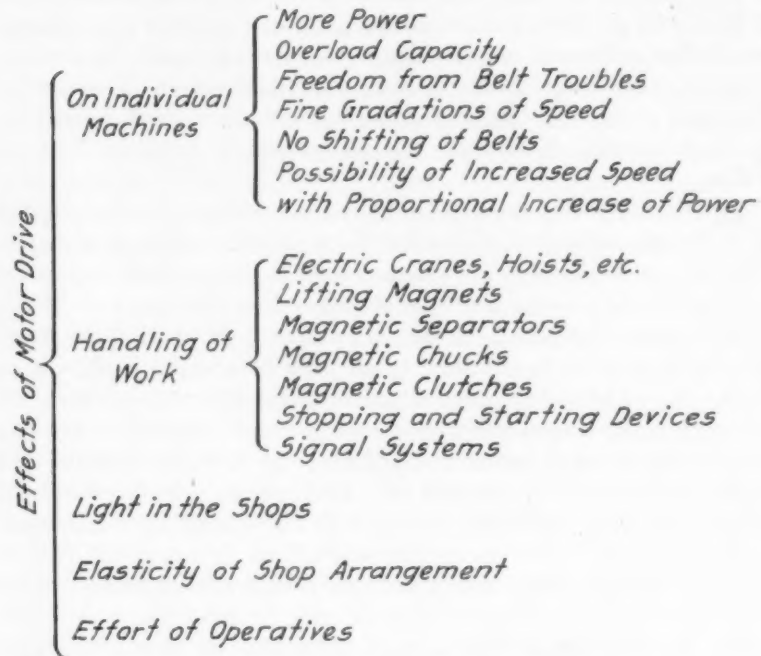 Effects of Motor Drive
On Individual
Machines
More Power
Overload Capacity
Freedom from Belt Troubles
Fine Gradations of Speed
No Shifting of Belts
Possibility of Increased Speed
with Proportional Increase of Power
Handling of
Work
Electric Cranes, Hoists, etc.
Lifting Magnets
Magnetic Separators
Magnetic Chucks
Magnetic Clutches
Stopping and Starting Devices
Signal Systems
Light in the Shops
Elasticity of Shop Arrangement
Effort of Operatives